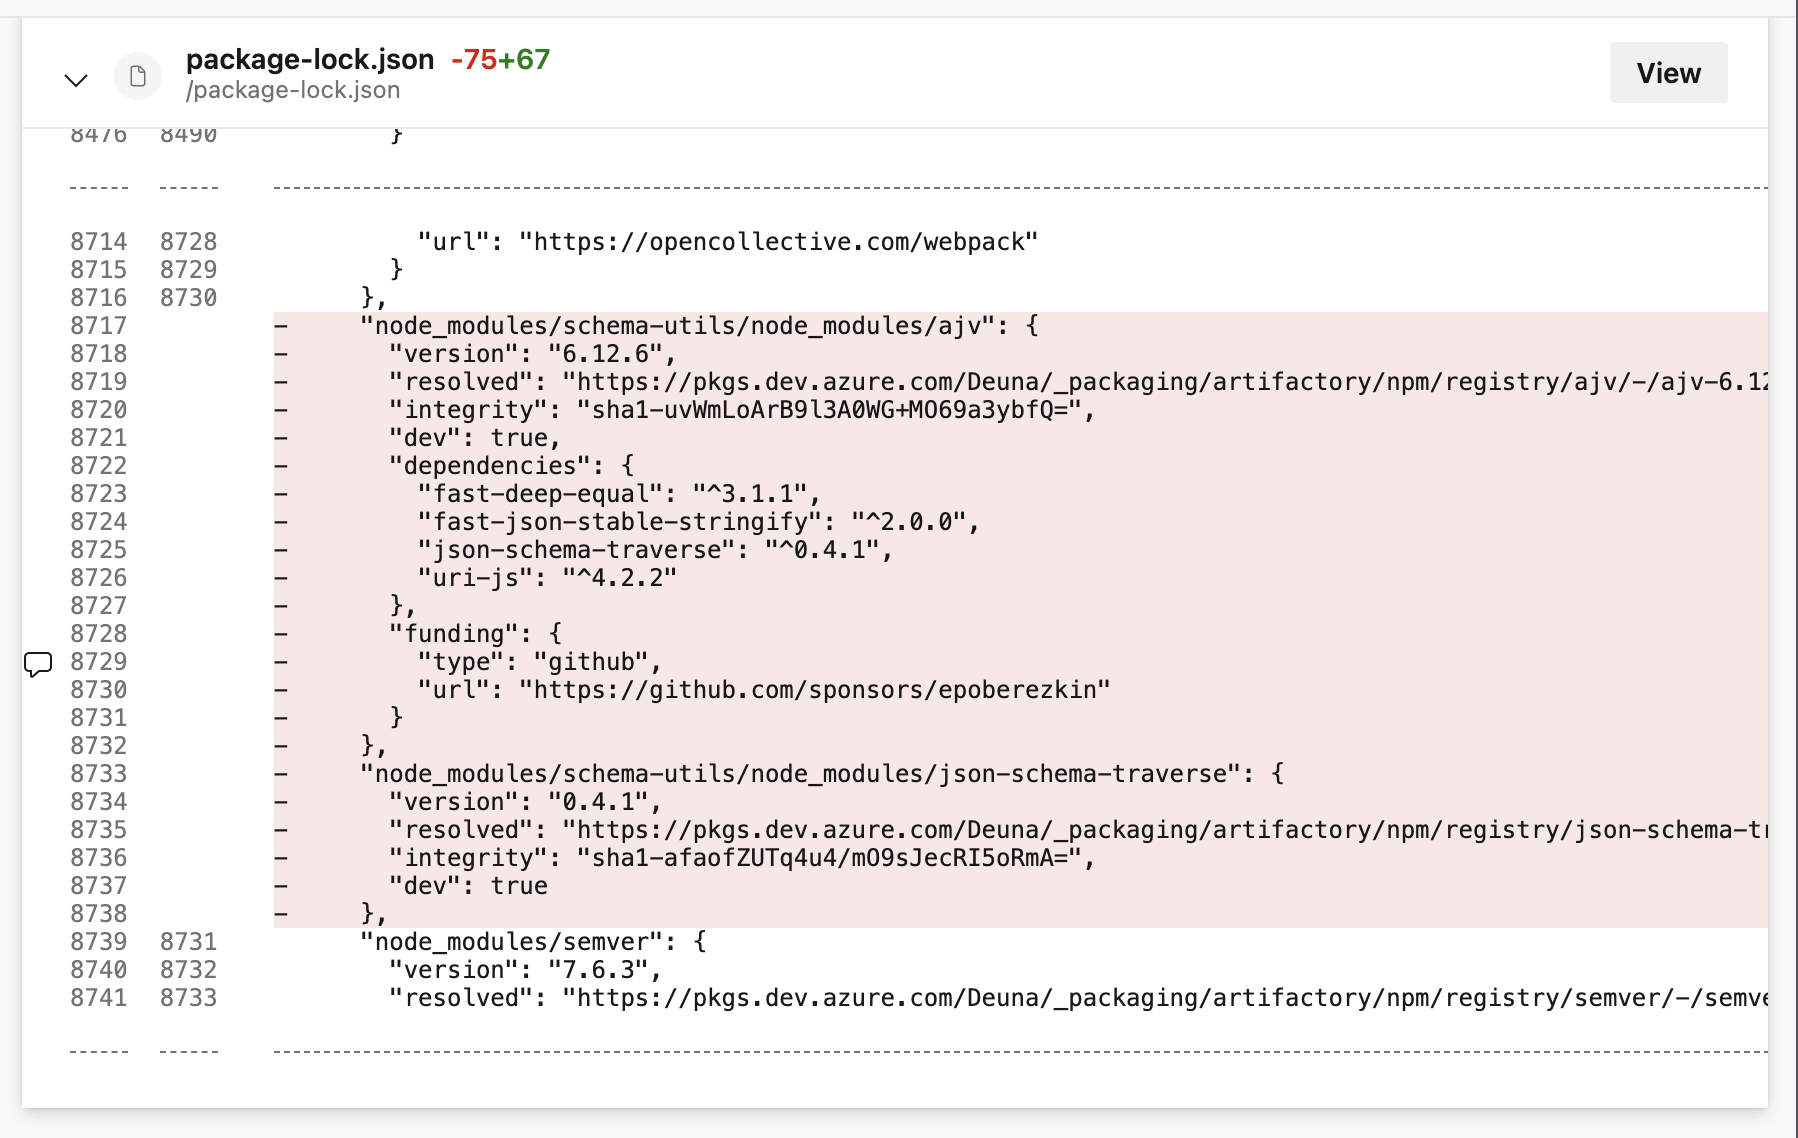 package-lock.json -75+67
/package-lock.json
View
8476 8490 }
------ ------
8714 8728 "url": "https://opencollective.com/webpack"
8715 8729 }
8716 8730 },
8717 - "node_modules/schema-utils/node_modules/ajv": {
8718 - "version": "6.12.6",
8719 - "resolved": "https://pkgs.dev.azure.com/Deuna/_packaging/artifactory/npm/registry/ajv/-/ajv-6.12
8720 - "integrity": "sha1-uvWmLoArB9l3A0WG+MO69a3ybfQ=",
8721 - "dev": true,
8722 - "dependencies": {
8723 - "fast-deep-equal": "^3.1.1",
8724 - "fast-json-stable-stringify": "^2.0.0",
8725 - "json-schema-traverse": "^0.4.1",
8726 - "uri-js": "^4.2.2"
8727 - },
8728 - "funding": {
8729 - "type": "github",
8730 - "url": "https://github.com/sponsors/epoberezkin"
8731 - }
8732 - },
8733 - "node_modules/schema-utils/node_modules/json-schema-traverse": {
8734 - "version": "0.4.1",
8735 - "resolved": "https://pkgs.dev.azure.com/Deuna/_packaging/artifactory/npm/registry/json-schema-tr
8736 - "integrity": "sha1-afaofZUTq4u4/mO9sJecRI5oRmA=",
8737 - "dev": true
8738 - },
8739 8731 "node_modules/semver": {
8740 8732 "version": "7.6.3",
8741 8733 "resolved": "https://pkgs.dev.azure.com/Deuna/_packaging/artifactory/npm/registry/semver/-/semve
------ ------